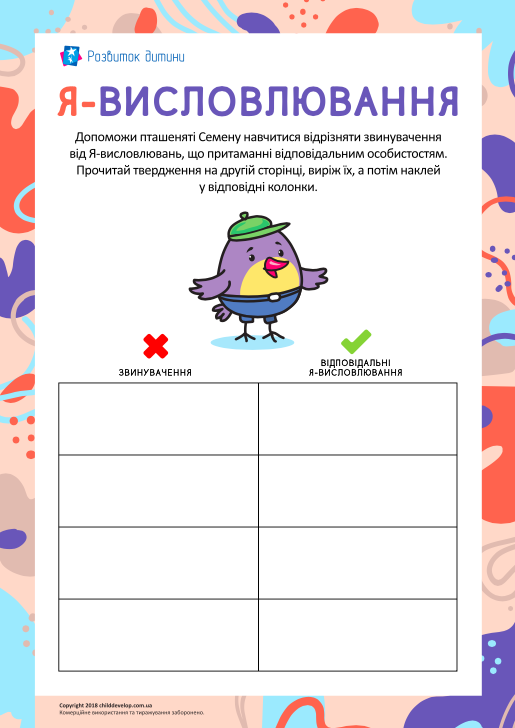 Розвиток дитини
Я-ВИСЛОВЛЮВАННЯ
Допоможи пташеняті Семену навчитися відрізняти звинувачення
від Я-висловлювань, що притаманні відповідальним особистостям.
Прочитай твердження на другій сторінці, виріж їх, а потім наклей
у відповідні колонки.
ЗВИНУВАЧЕННЯ
ВІДПОВІДАЛЬНІ
Я-ВИСЛОВЛЮВАННЯ
Copyright 2018 childdevelop.com.ua
Комерційне використання та тиражування заборонено.